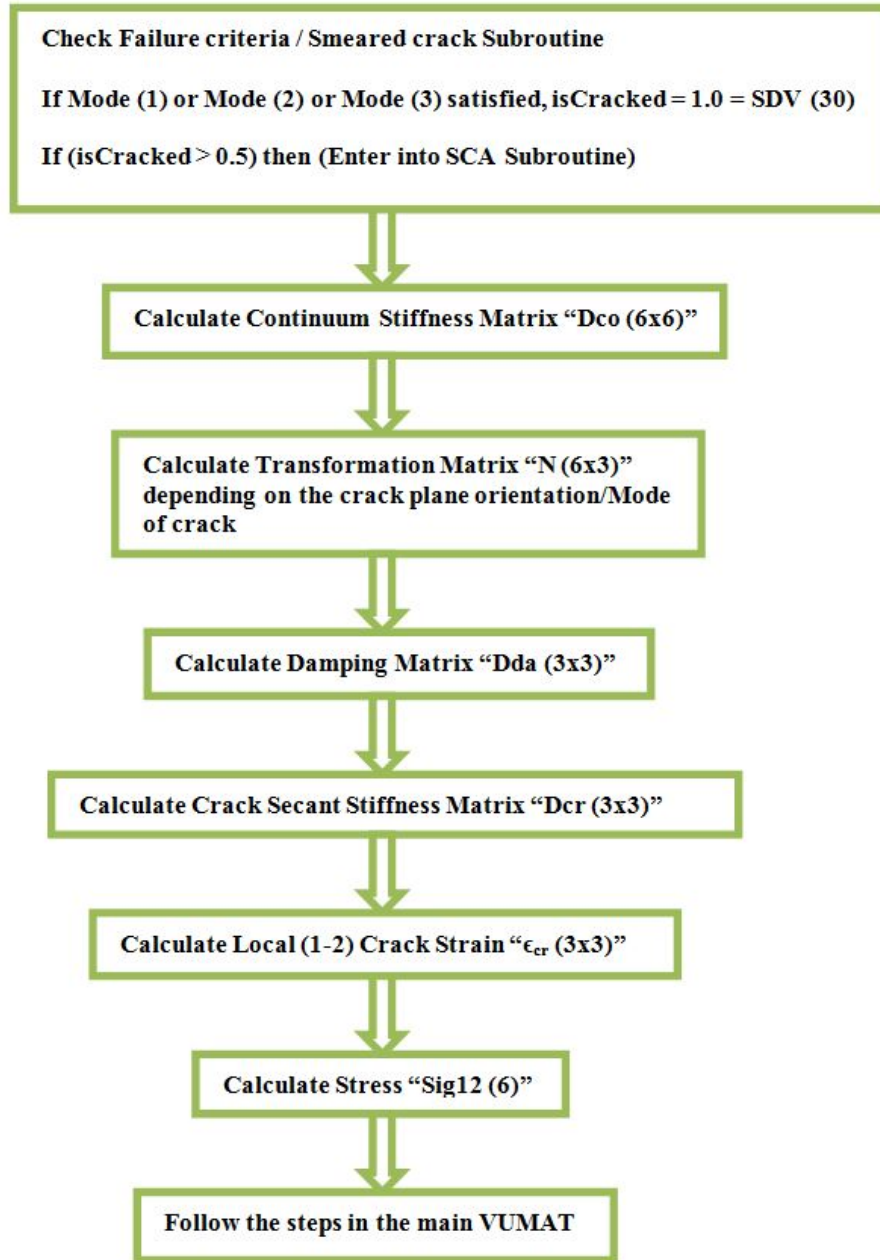 Check Failure criteria / Smeared crack Subroutine
If Mode (1) or Mode (2) or Mode (3) satisfied, isCracked = 1.0 = SDV (30)
If (isCracked > 0.5) then (Enter into SCA Subroutine)
Calculate Continuum Stiffness Matrix “Dco (6x6)”
Calculate Transformation Matrix “N (6x3)”
depending on the crack plane orientation/Mode
of crack
Calculate Damping Matrix “Dda (3x3)”
Calculate Crack Secant Stiffness Matrix “Dcr (3x3)”
Calculate Local (1-2) Crack Strain “ϵcr (3x3)”
Calculate Stress “Sig12 (6)”
Follow the steps in the main VUMAT